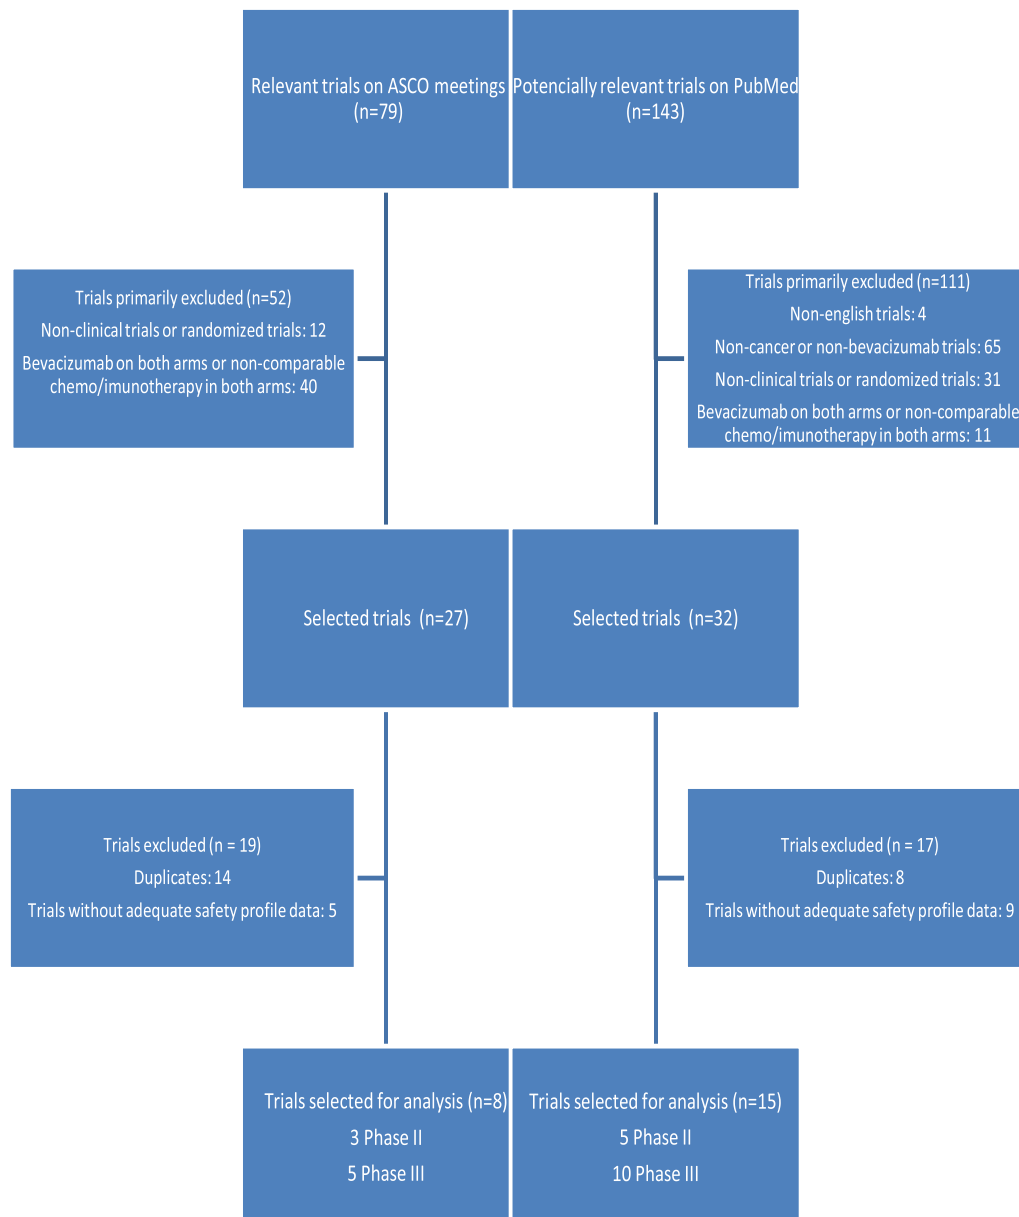 Relevant trials on ASCO meetings
(n=79)
Potencially relevant trials on PubMed
(n=143)
Trials primarily excluded (n=52)
Non-clinical trials or randomized trials: 12
Bevacizumab on both arms or non-comparable
chemo/imunotherapy in both arms: 40
Trials primarily excluded (n=111)
Non-english trials: 4
Non-cancer or non-bevacizumab trials: 65
Non-clinical trials or randomized trials: 31
Bevacizumab on both arms or non-comparable
chemo/imunotherapy in both arms: 11
Selected trials (n=27)
Selected trials (n=32)
Trials excluded (n = 19)
Duplicates: 14
Trials without adequate safety profile data: 5
Trials excluded (n = 17)
Duplicates: 8
Trials without adequate safety profile data: 9
Trials selected for analysis (n=8)
3 Phase II
5 Phase III
Trials selected for analysis (n=15)
5 Phase II
10 Phase III